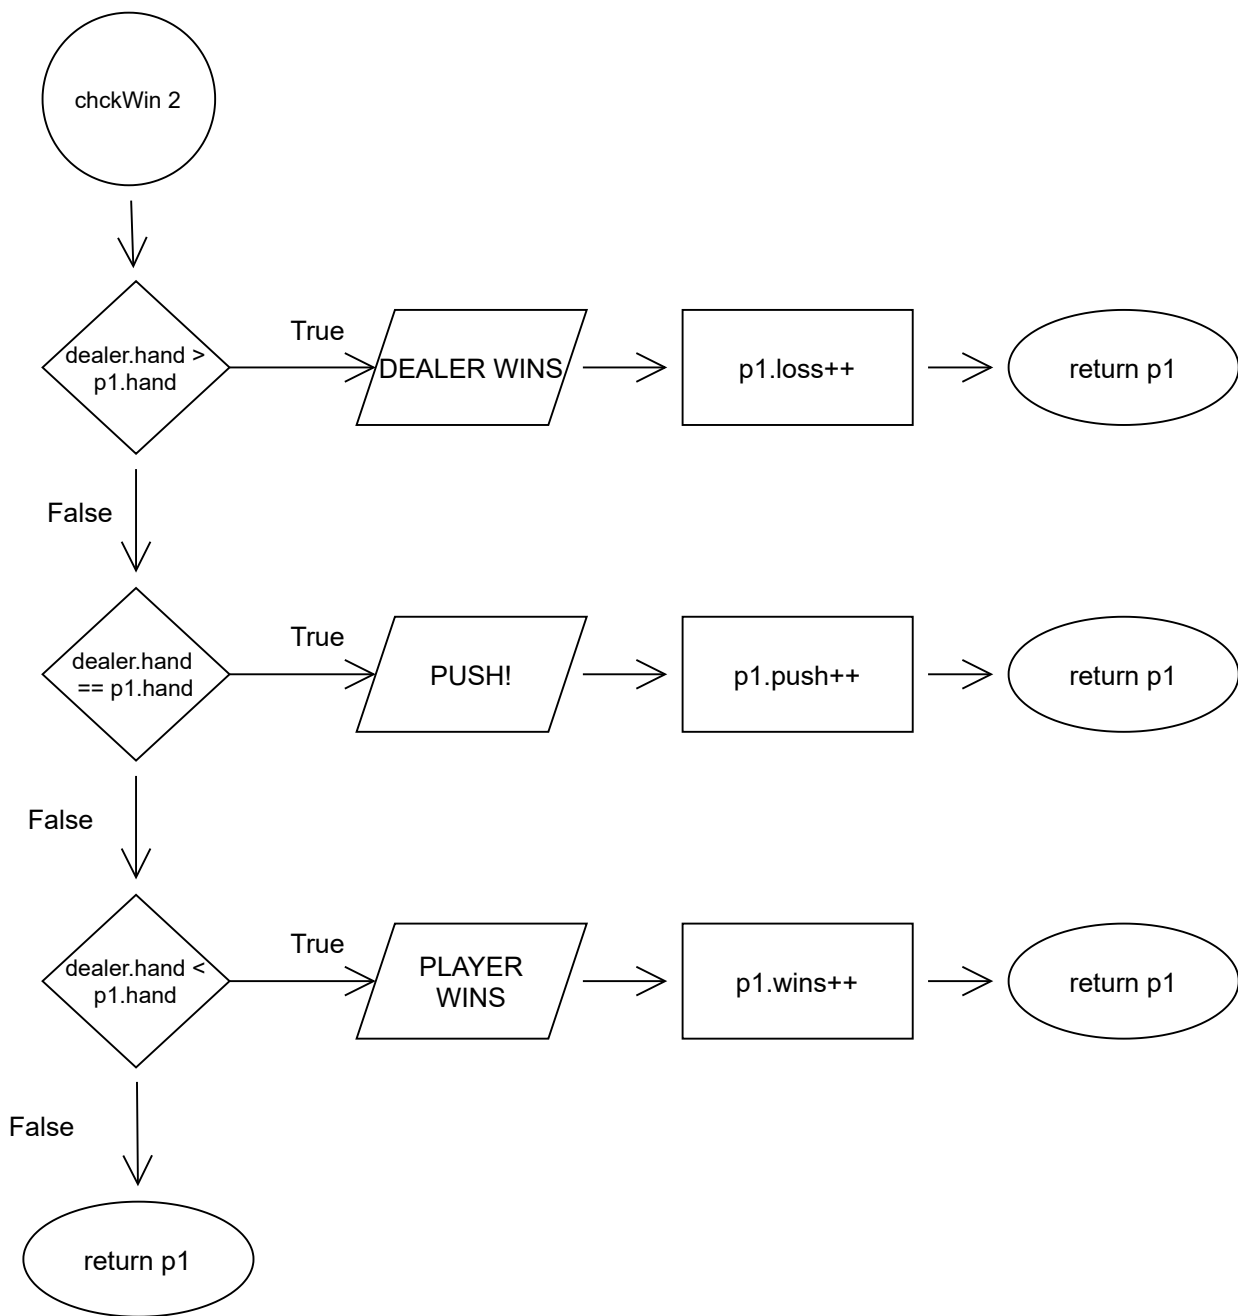 chckWin 2
dealer.hand >
p1.hand
True
DEALER WINS
p1.loss++
return p1
False
dealer.hand
== p1.hand
True
PUSH!
p1.push++
return p1
False
dealer.hand <
p1.hand
True
PLAYER
WINS
p1.wins++
return p1
False
return p1